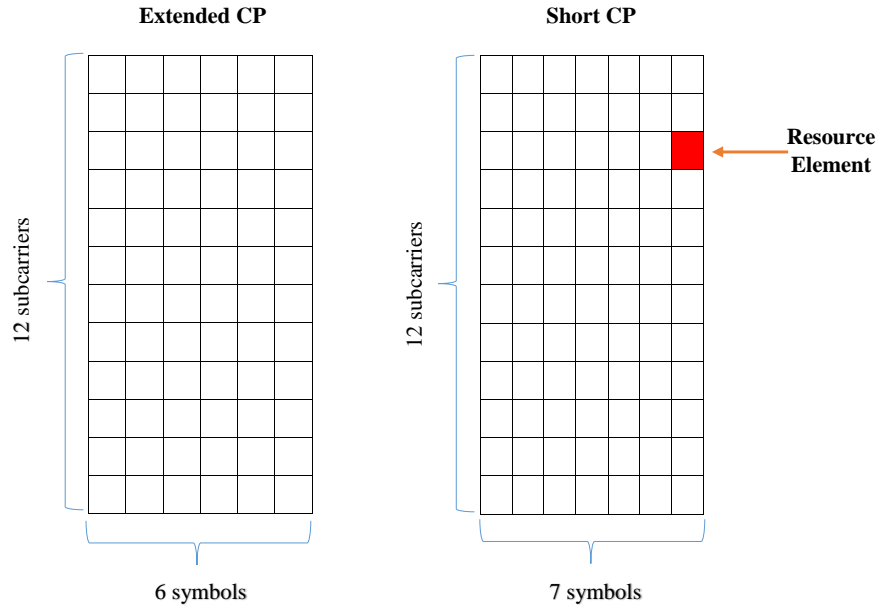 Extended CP
Short CP
Resource
Element
12 subcarriers
12 subcarriers
6 symbols
7 symbols